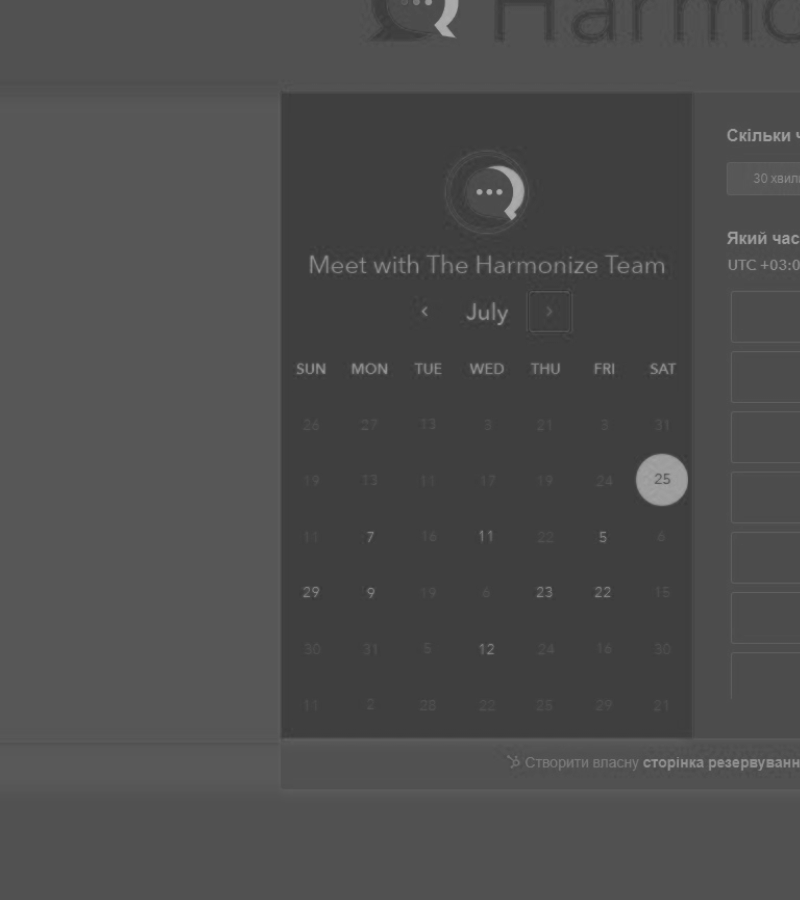 Harmo
Meet with The Harmonize Team
‹ July ›
SUN MON TUE WED THU FRI SAT
26 27 13 3 21 3 31
19 13 11 17 19 24 25
11 7 16 11 22 5 6
29 9 19 6 23 22 15
30 31 5 12 24 16 30
11 2 28 22 25 29 21
Скільки ч
30 хвил
Який час
UTC +03:0
Створити власну сторінка резервуванн